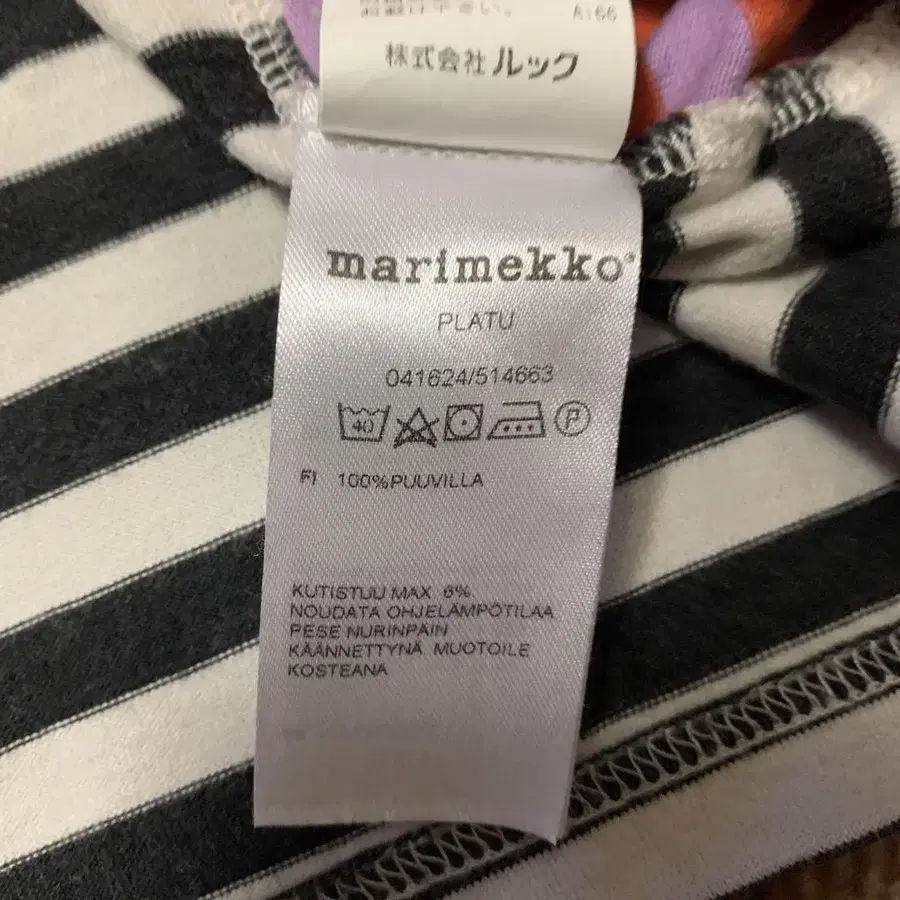 A:66
株式会社 ルック
marimekko®
PLATU
041624/514663
40 P
FI 100%PUUVILLA
KUTISTUU MAX 6%
NOUDATA OHJELÄMPÖTILAA
PESE NURINPÄIN
KÄÄNNETTYNÄ MUOTOILE
KOSTEANA